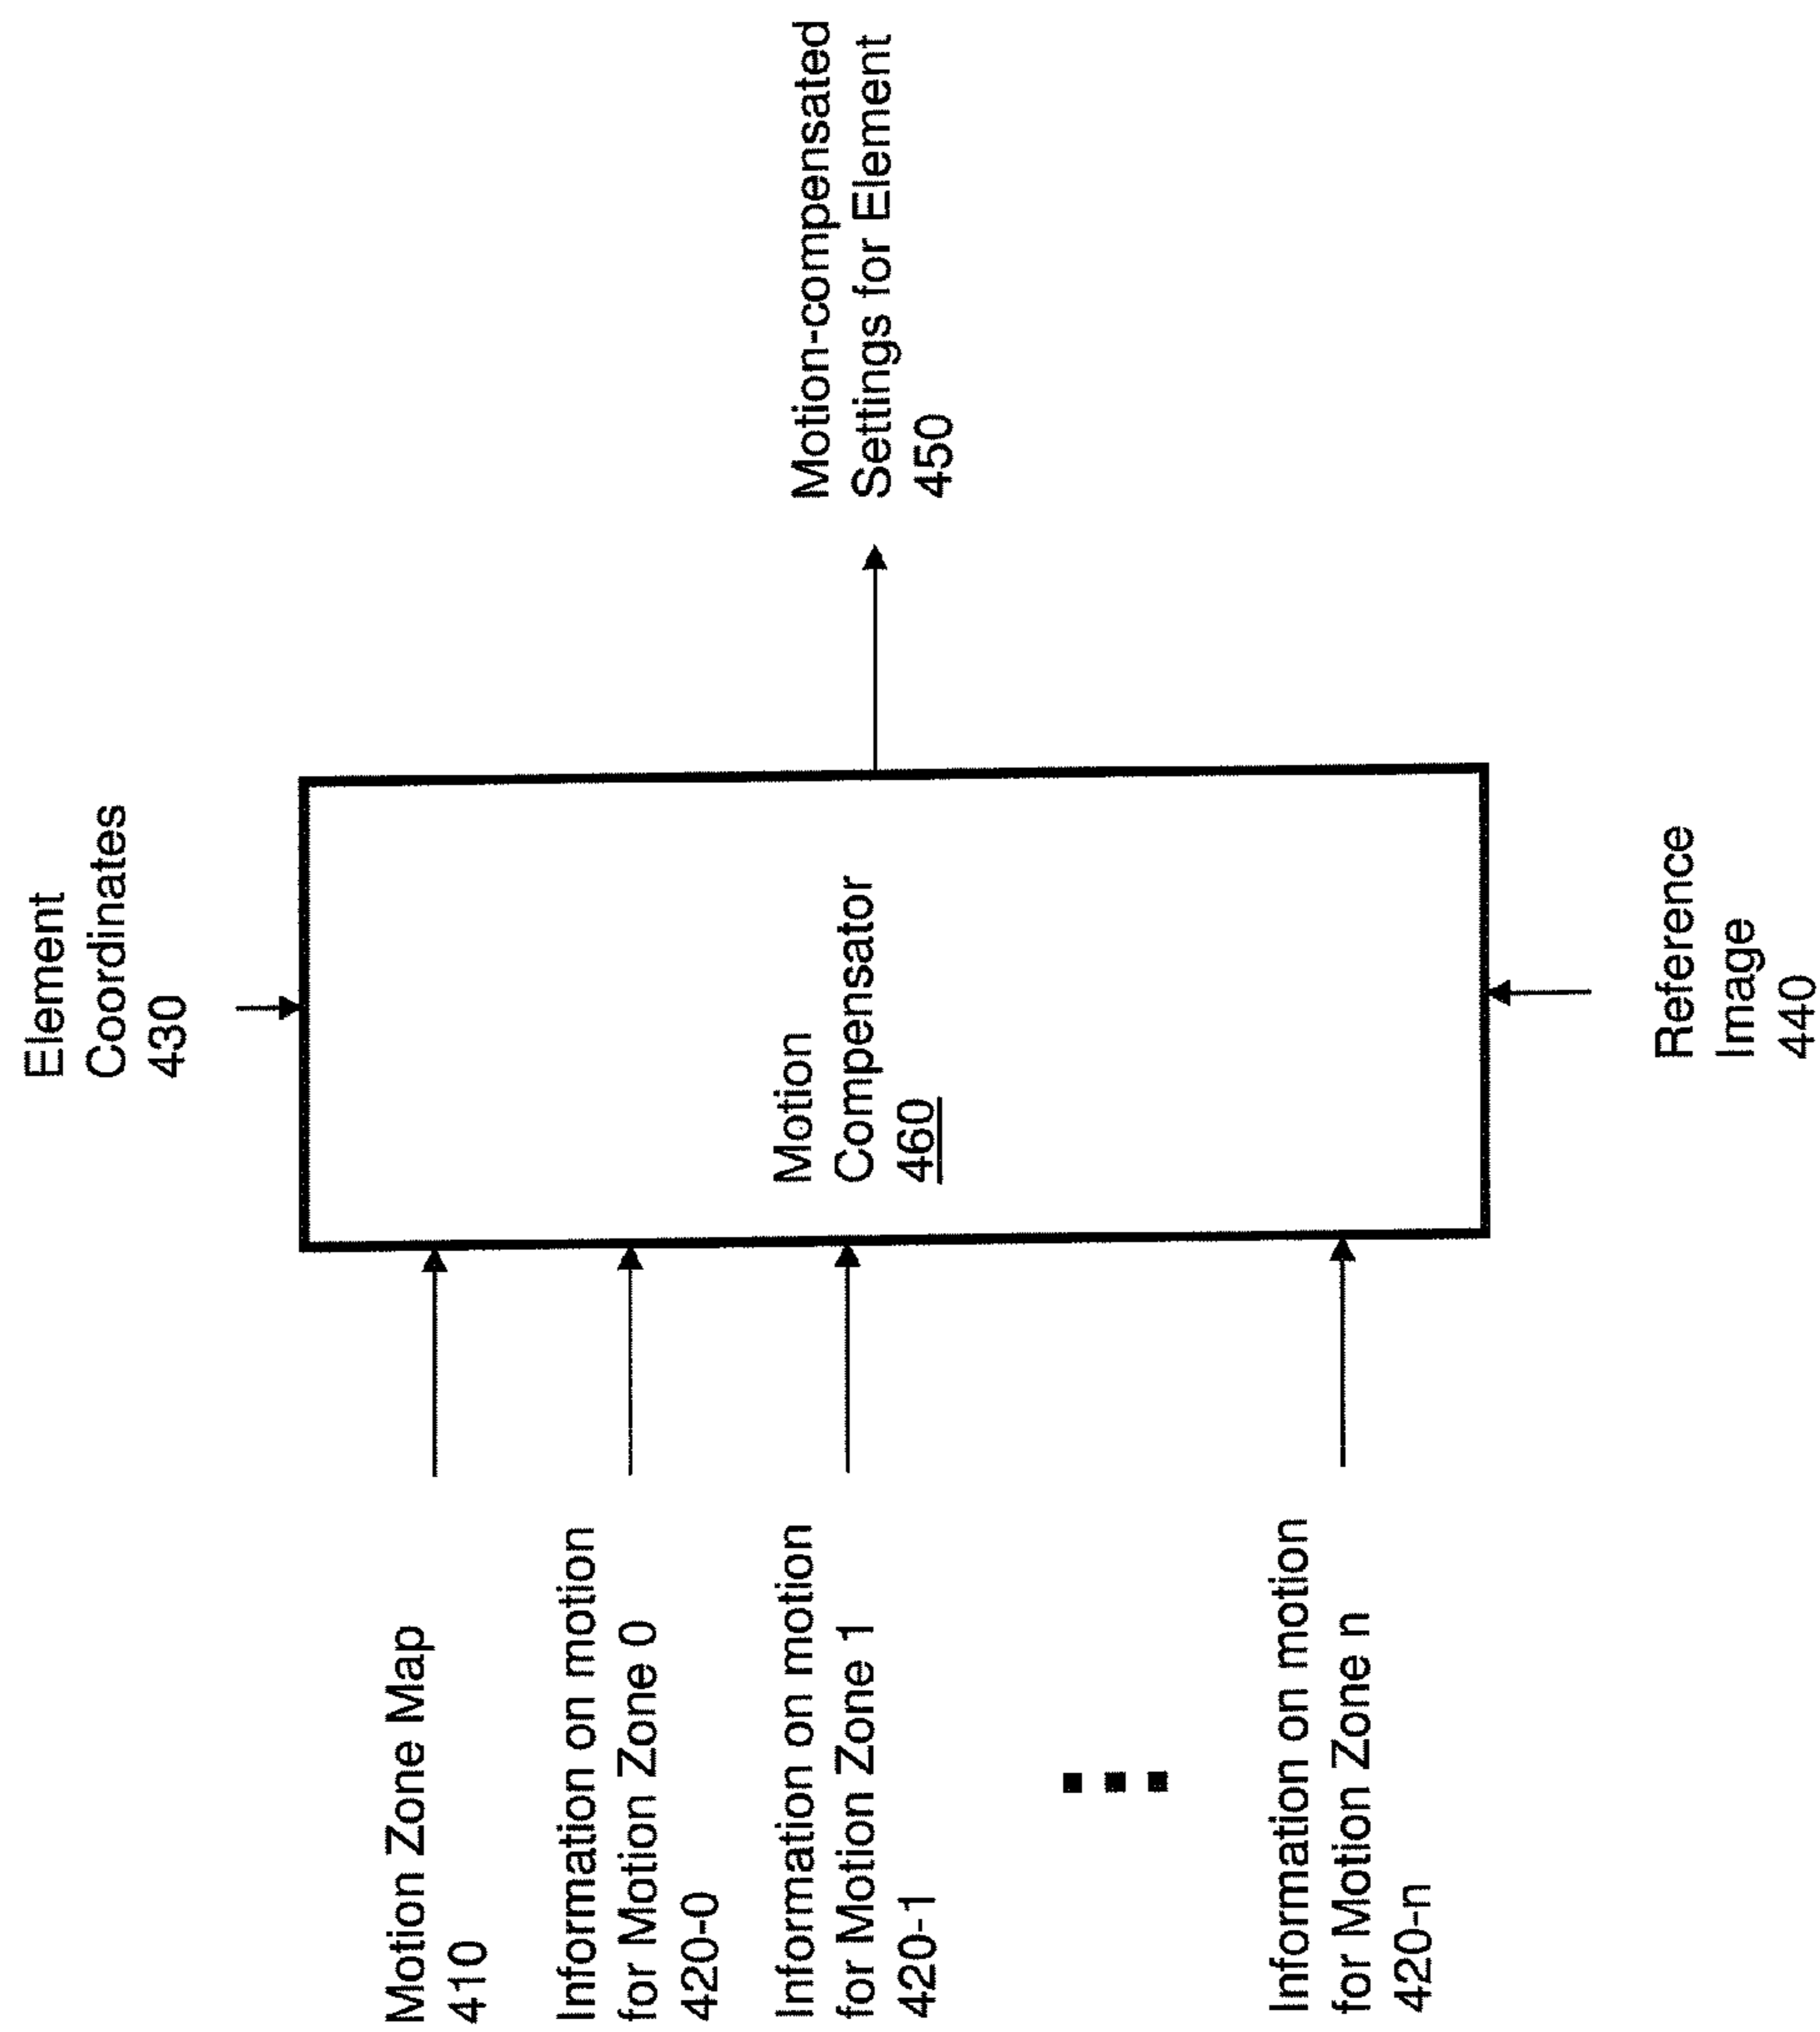 Element
Coordinates
430
Motion Zone Map
410
Information on motion
for Motion Zone 0
420-0
Information on motion
for Motion Zone 1
420-1
Information on motion
for Motion Zone n
420-n
Motion
Compensator
460
Motion-compensated
Settings for Element
450
Reference
Image
440